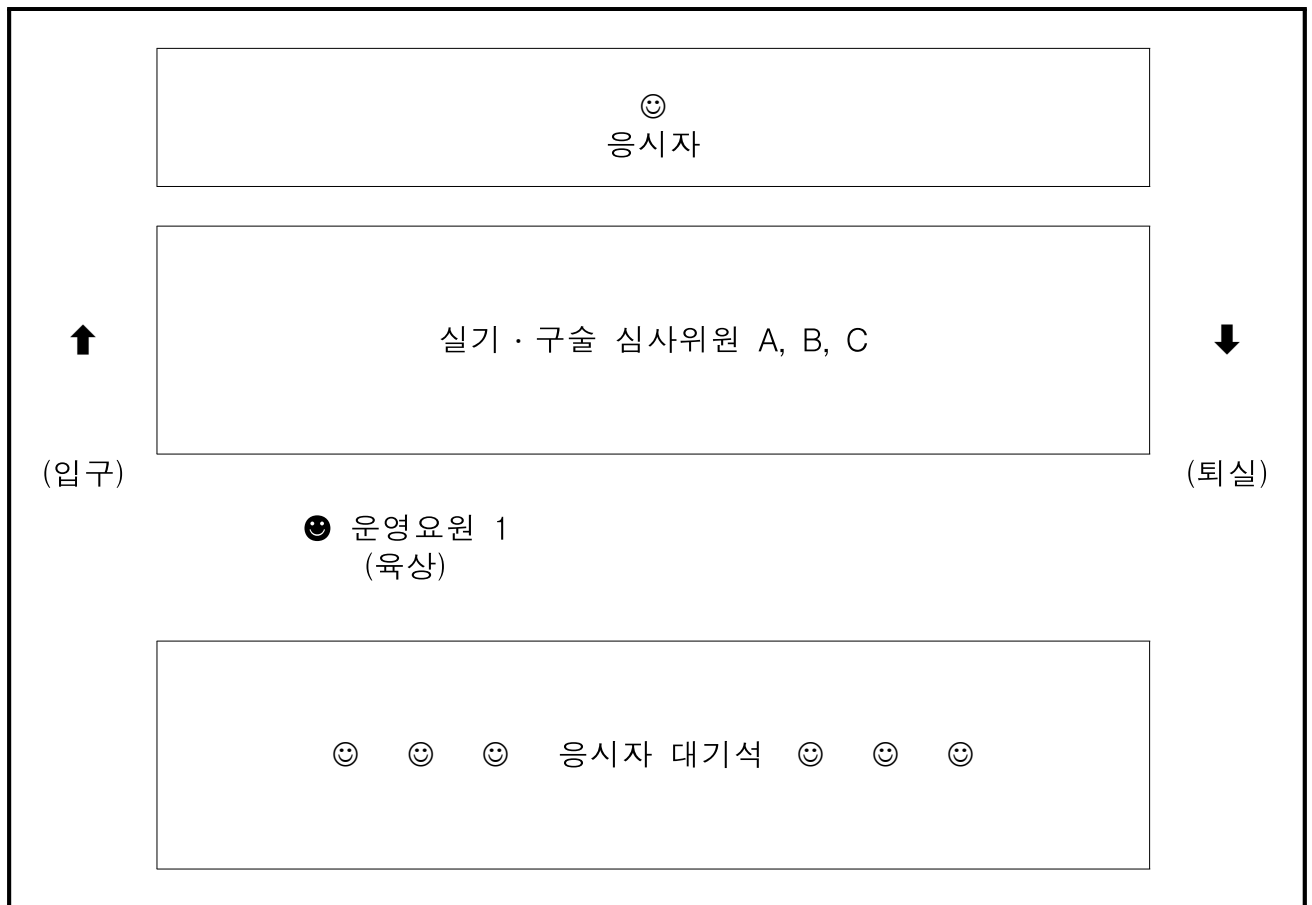 ☺
응시자
실기 · 구술 심사위원 A, B, C
(입구)
(퇴실)
☻ 운영요원 1
(육상)
☺ ☺ ☺ 응시자 대기석 ☺ ☺ ☺